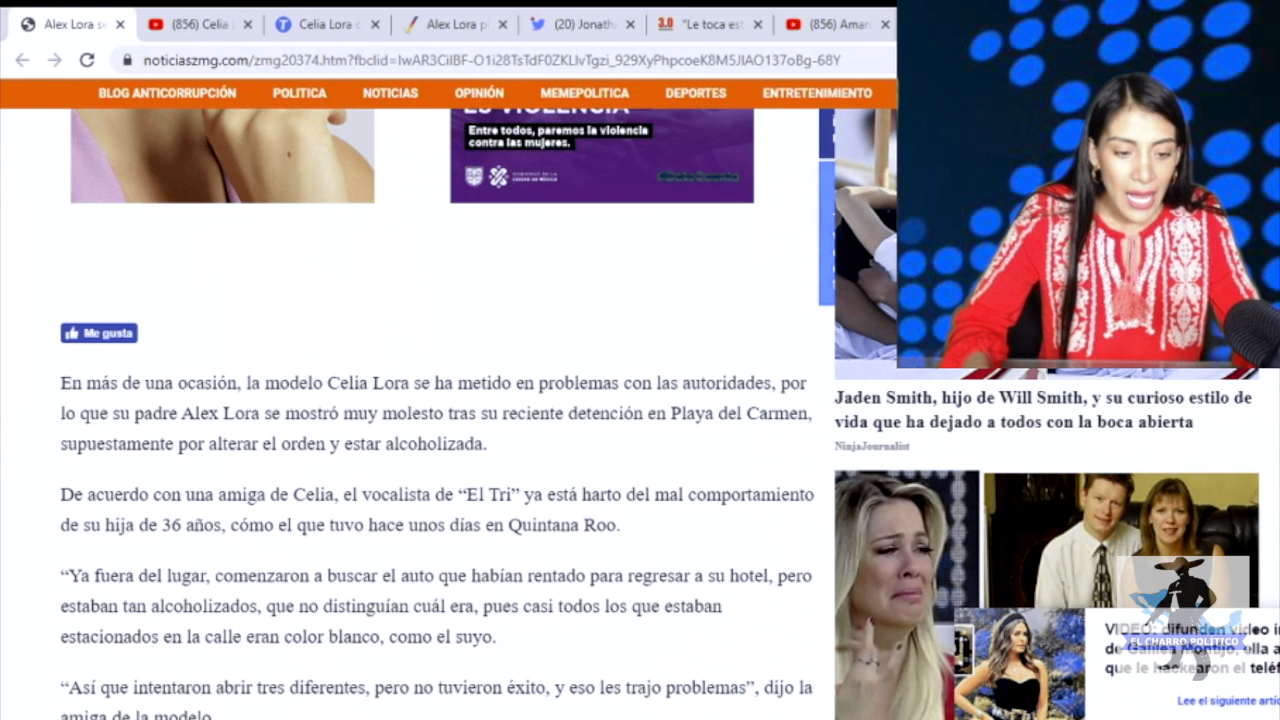 Alex Lora se
(856) Celia
Celia Lora
Alex Lora p
(20) Jonath
3.0
"Le toca est
(856) Aman
noticiaszmg.com/zmg20374.htm?fbclid=IwAR3CilBF-O1i28TsTdF0ZKLlvTgzi_929XyPhpcoeK8M5JIAO137oBg-68Y
BLOG ANTICORRUPCIÓN POLITICA NOTICIAS OPINIÓN MEMEPOLITICA DEPORTES ENTRETENIMIENTO
ES VIOLENCIA
Entre todos, paremos la violencia
contra las mujeres.
Me gusta
En más de una ocasión, la modelo Celia Lora se ha metido en problemas con las autoridades, por
lo que su padre Alex Lora se mostró muy molesto tras su reciente detención en Playa del Carmen,
supuestamente por alterar el orden y estar alcoholizada.
De acuerdo con una amiga de Celia, el vocalista de “El Tri” ya está harto del mal comportamiento
de su hija de 36 años, cómo el que tuvo hace unos días en Quintana Roo.
“Ya fuera del lugar, comenzaron a buscar el auto que habían rentado para regresar a su hotel, pero
estaban tan alcoholizados, que no distinguían cuál era, pues casi todos los que estaban
estacionados en la calle eran color blanco, como el suyo.
“Así que intentaron abrir tres diferentes, pero no tuvieron éxito, y eso les trajo problemas”, dijo la
amiga de la modelo
Jaden Smith, hijo de Will Smith, y su curioso estilo de
vida que ha dejado a todos con la boca abierta
NinjaJournalist
VIDEO: difunden video i
de Galilea Montijo, ella a
que le hackearon el telé
EL CHARRO POLÍTICO
Lee el siguiente artí